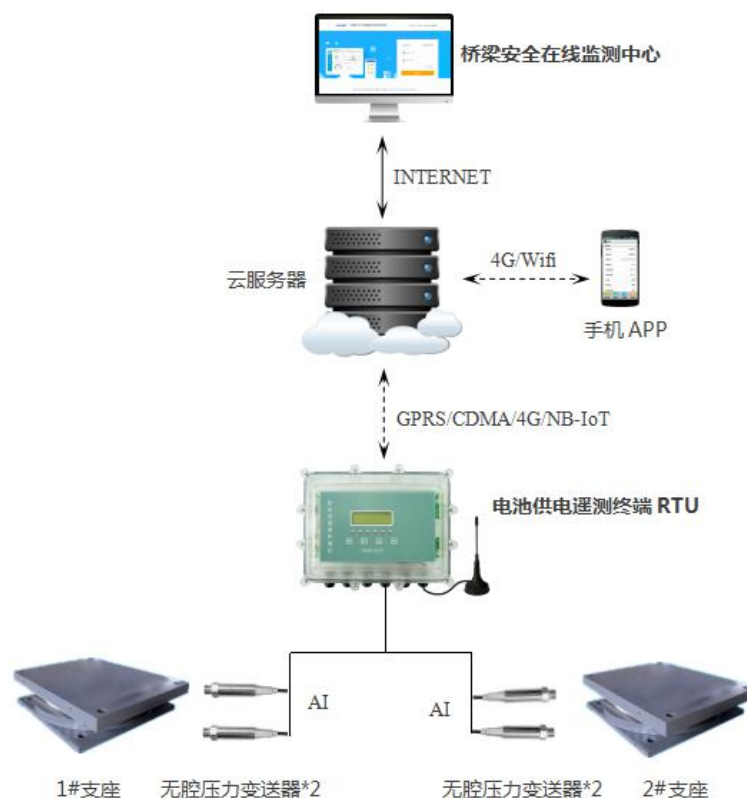 桥梁安全在线监测中心
INTERNET
云服务器
4G/Wifi
手机 APP
GPRS/CDMA/4G/NB-IoT
电池供电遥测终端 RTU
AI
AI
1#支座
无腔压力变送器*2
无腔压力变送器*2
2#支座